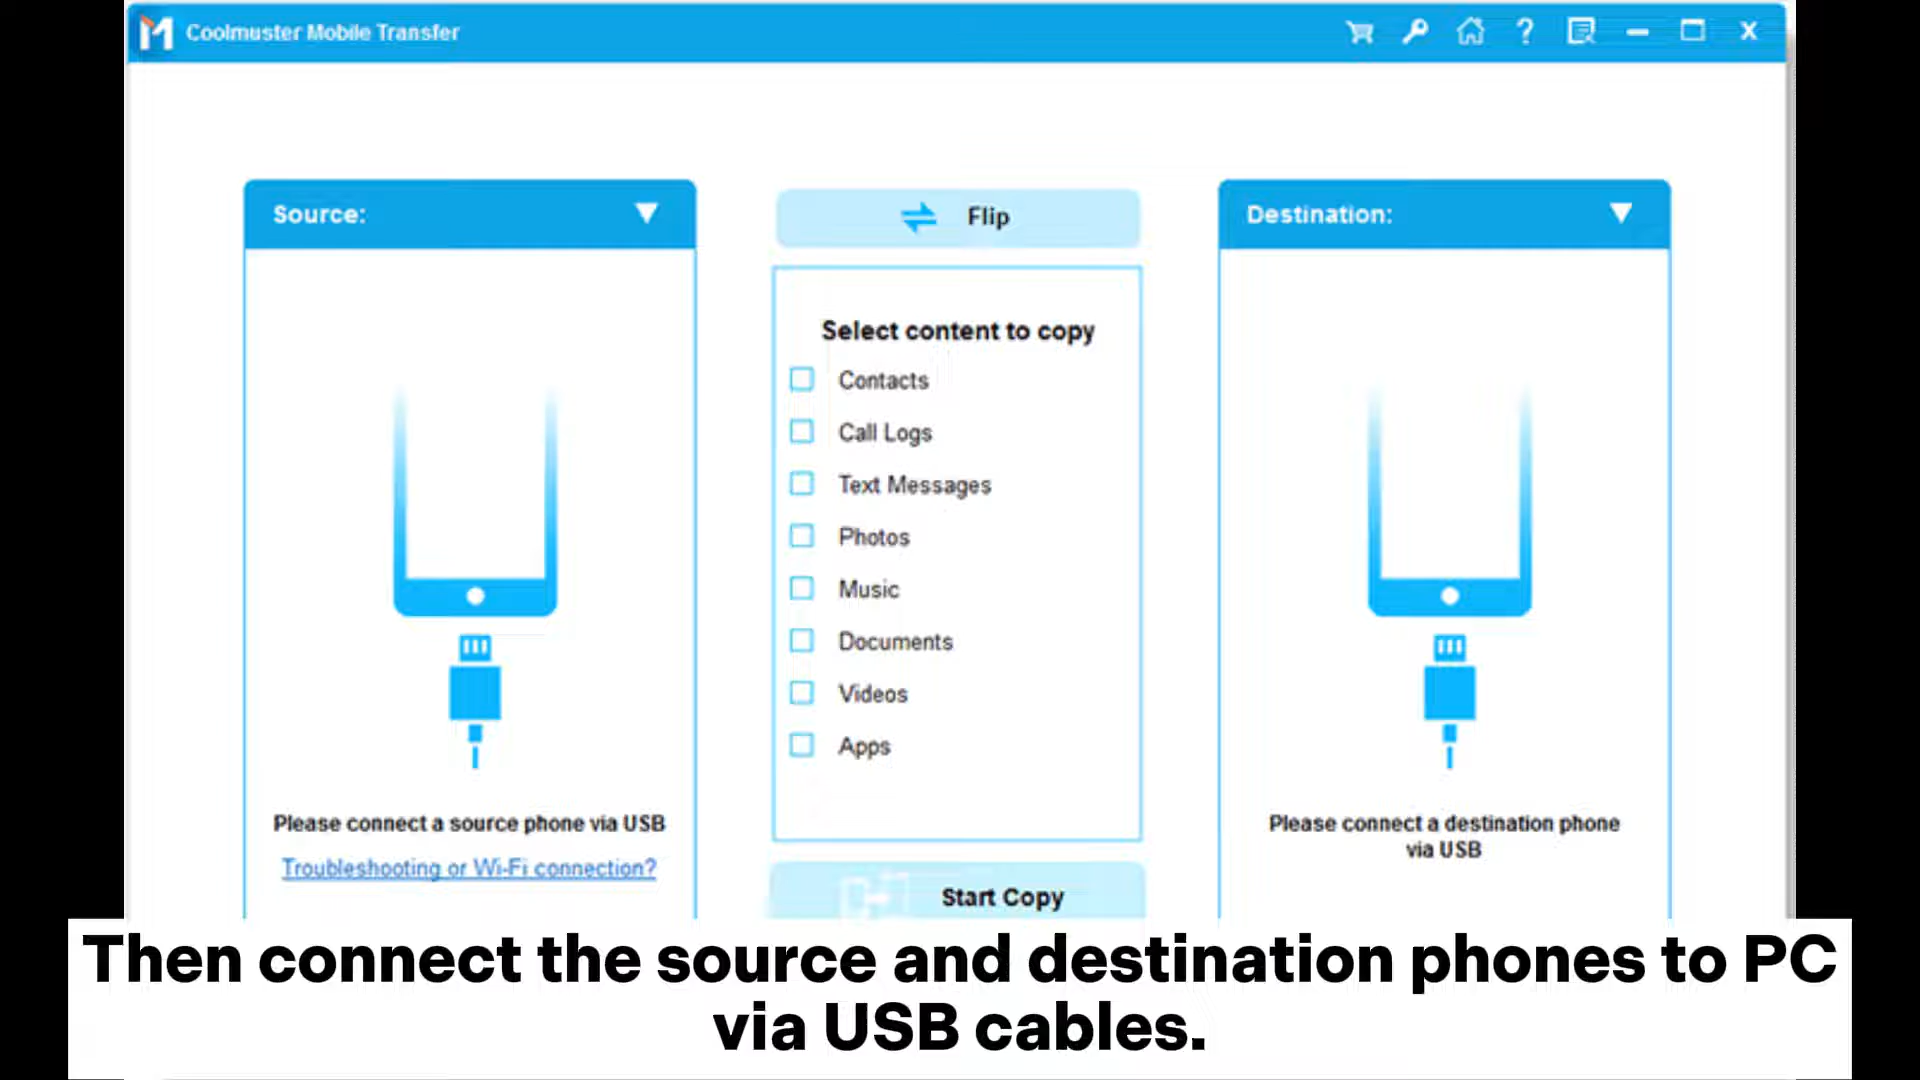 Coolmuster Mobile Transfer
Source:
Flip
Destination:
Select content to copy
Contacts
Call Logs
Text Messages
Photos
Music
Documents
Videos
Apps
Please connect a source phone via USB
Troubleshooting or Wi-Fi connection?
Please connect a destination phone
via USB
Start Copy
Then connect the source and destination phones to PC
via USB cables.